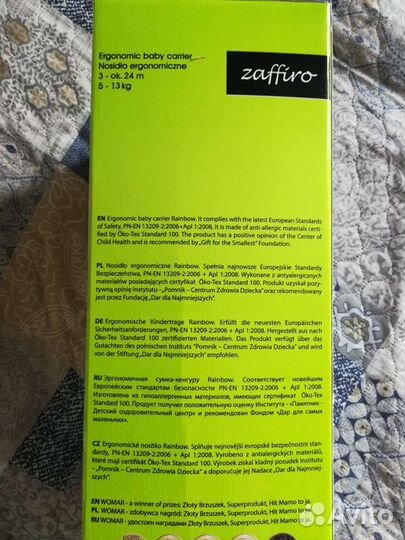 Ergonomic baby carrier
Nosidło ergonomiczne
3 - ok. 24 m
5 - 13 kg
zaffiro
EN Ergonomic baby carrier Rainbow. It complies with the latest European Standards
of Safety, PN-EN 13209-2:2006+Apl 1:2008. It is made of anti-allergic materials certi-
fied by Öko-Tex Standard 100. The product has a positive opinion of the Center of
Child Health and is recommended by „Gift for the Smallest" Foundation.
PL Nosidło ergonomiczne Rainbow. Spełnia najnowsze Europejskie Standardy
Bezpieczeństwa, PN-EN 13209-2:2006 + Apl 1:2008. Wykonane z antyalergicznych
materiałów posiadających certyfikat Öko-Tex Standard 100. Produkt uzyskał pozy-
tywną opinię Instytutu - „Pomnik – Centrum Zdrowia Dziecka" oraz rekomendowany
jest przez Fundację „Dar dla Najmniejszych".
DE Ergonomische Kindertrage Rainbow. Erfüllt die neuesten Europäischen
Sicherheitsanforderungen, PN-EN 13209-2:2006 + Apl 1:2008. Hergestellt aus nach
Öko-Tex Standard 100 zertifizierten Materialien. Das Produkt verfügt über das
Gutachten des polnischen Instituts "Pomnik – Centrum Zdrowia Dziecka" und wird
von der Stiftung „Dar dla Najmniejszych" empfohlen.
RU Эргономичная сумка-кенгуру Rainbow. Соответствует новейшим
Европейским стандартам безопасности PN-EN 13209-2:2006 + Apl 1:2008.
Изготовлена из гипоаллергенных материалов, имеющих сертификат Öko-Tex
Standard 100. Продукт получил положительную оценку Института - «Памятник -
Детский оздоровительный центр» и рекомендован Фондом «Дар для самых
маленьких».
CZ Ergonomické nosítko Rainbow. Splňuje nejnovější evropské bezpečnostní stan-
dardy, PN-EN 13209-2:2006 + Apl 1:2008. Vyrobeno z antialergických materiálů,
které mají certifikát Öko-Tex Standard 100. Výrobek získal kladný posudek Institutu
- „Pomnik – Centrum Zdrowia Dziecka" a doporučuje jej Nadace „Dar dla Najmniej-
szych".
EN WOMAR - a winner of prizes: Złoty Brzuszek, Superprodukt, Hit Mamo to ja.
PL WOMAR - zdobywca nagród: Złoty Brzuszek, Superprodukt, Hit Mamo to ja.
RU WOMAR - удостоен наградами Złoty Brzuszek, Superprodukt, Hit Mamo to ja.
Avito